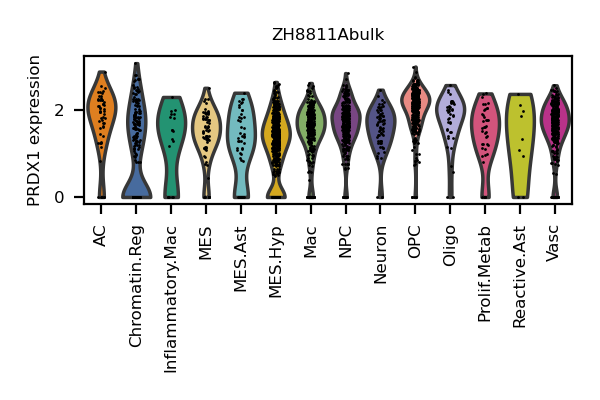 ZH8811Abulk
PRDX1 expression
2
0
AC
Chromatin.Reg
Inflammatory.Mac
MES
MES.Ast
MES.Hyp
Mac
NPC
Neuron
OPC
Oligo
Prolif.Metab
Reactive.Ast
Vasc